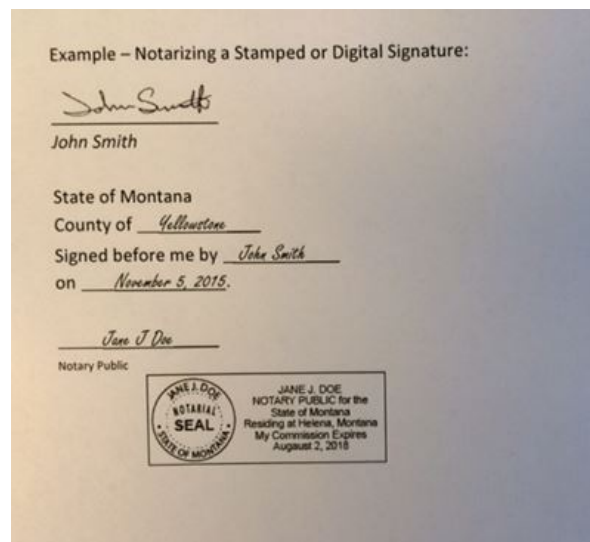 Example – Notarizing a Stamped or Digital Signature:
John Smith
John Smith
State of Montana
County of Yellowstone
Signed before me by John Smith
on November 5, 2015.
Jane J Doe
Notary Public
JANE J. DOE
NOTARIAL
SEAL
STATE OF MONTANA
JANE J. DOE
NOTARY PUBLIC for the
State of Montana
Residing at Helena, Montana
My Commission Expires
Augaust 2, 2018